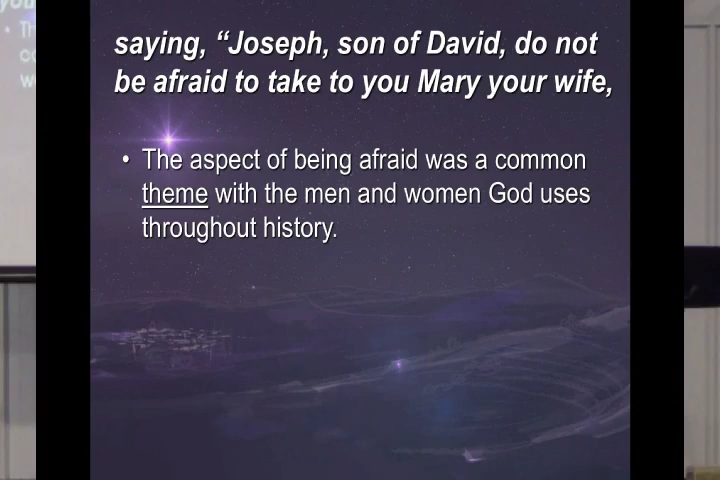 saying, “Joseph, son of David, do not
be afraid to take to you Mary your wife,
• The aspect of being afraid was a common
theme with the men and women God uses
throughout history.